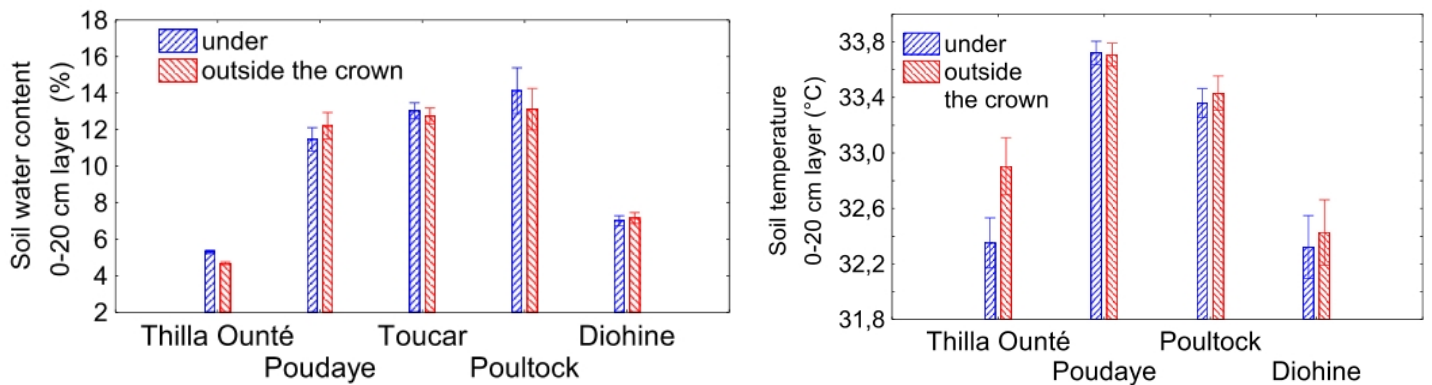 18
16
14
12
10
8
6
4
2
Soil water content
0-20 cm layer (%)
under
outside the crown
Thilla Ounté
Poudaye
Toucar
Poultock
Diohine
33,8
33,4
33,0
32,6
32,2
31,8
Soil temperature
0-20 cm layer (°C)
under
outside
the crown
Thilla Ounté
Poudaye
Poultock
Diohine